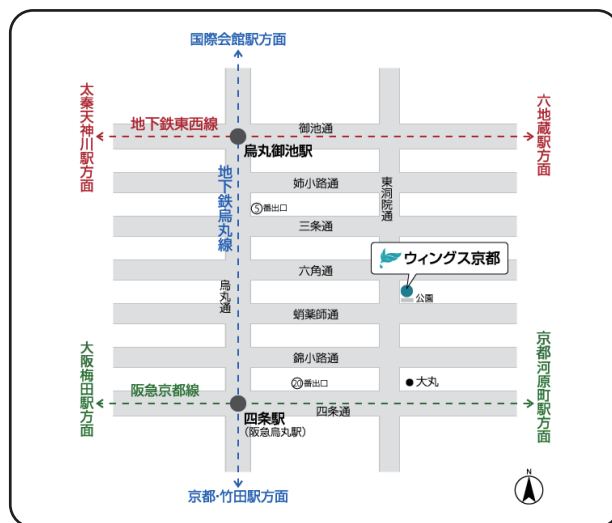 国際会館駅方面
太秦天神川駅方面
地下鉄東西線
御池通
六地蔵駅方面
烏丸御池駅
地下鉄烏丸線
姉小路通
東洞院通
⑤番出口
三条通
ウィングス京都
六角通
烏丸通
公園
蛸薬師通
大阪梅田駅方面
錦小路通
京都河原町駅方面
阪急京都線
⑳番出口
大丸
四条駅
(阪急烏丸駅)
四条通
京都・竹田駅方面
N